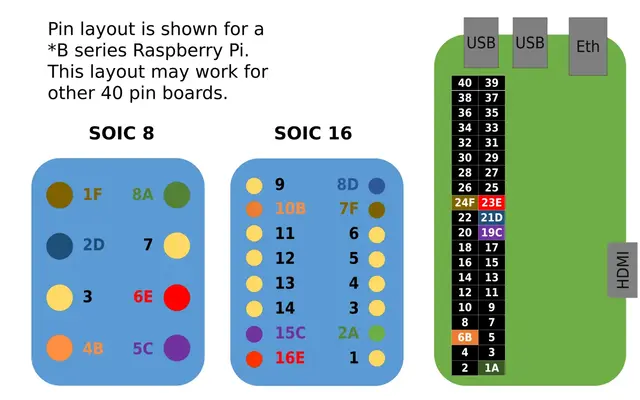 Pin layout is shown for a
*B series Raspberry Pi.
This layout may work for
other 40 pin boards.
SOIC 8
1F 8A
2D 7
3 6E
4B 5C
SOIC 16
9 8D
10B 7F
11 6
12 5
13 4
14 3
15C 2A
16E 1
USB USB Eth
40 39
38 37
36 35
34 33
32 31
30 29
28 27
26 25
24F 23E
22 21D
20 19C
18 17
16 15
14 13
12 11
10 9
8 7
6B 5
4 3
2 1A
HDMI